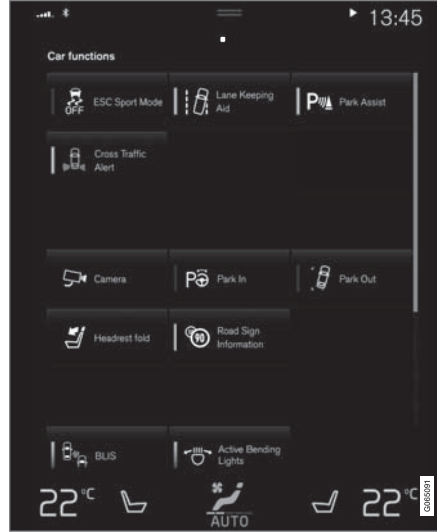 13:45
Car functions
OFF
ESC Sport Mode
Lane Keeping
Aid
P
Park Assist
Cross Traffic
Alert
Camera
P
Park In
Park Out
Headrest fold
90
Road Sign
Information
BLIS
Active Bending
Lights
22°C
AUTO
22°C
G065091